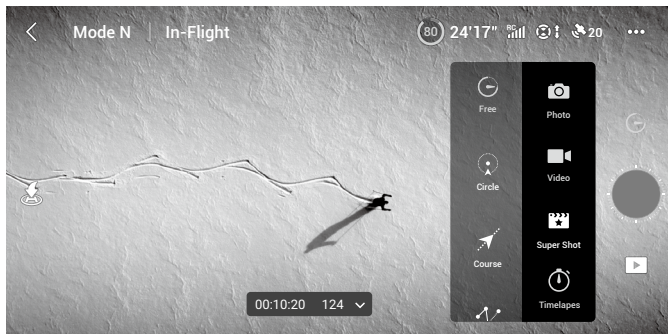 Mode N | In-Flight
80 24'17" RC 20
Free
Photo
Circle
Video
Course
Super Shot
Timelapes
00:10:20 124